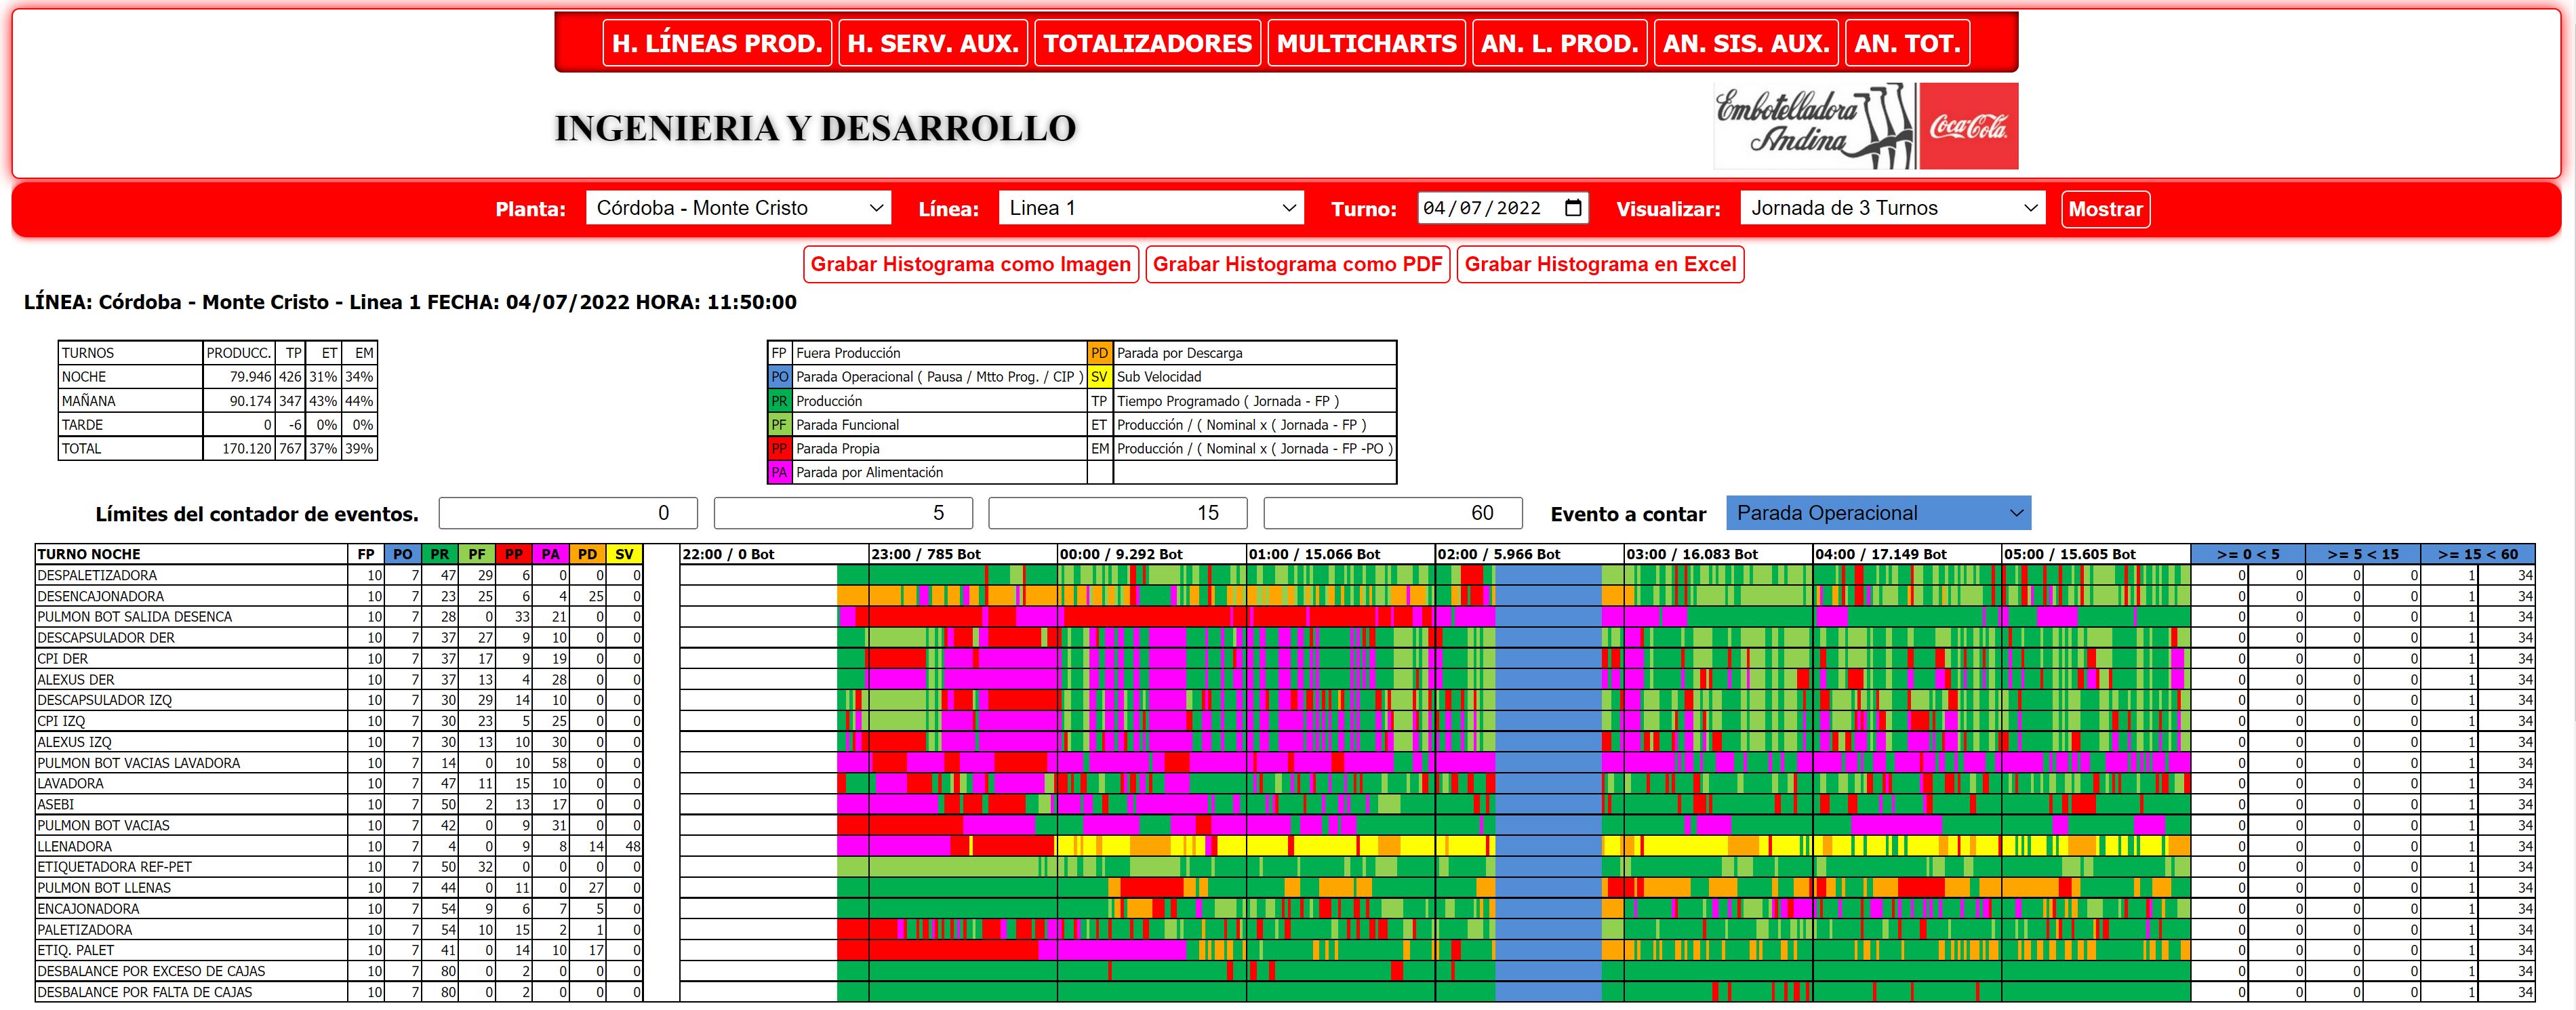 H. LÍNEAS PROD. H. SERV. AUX. TOTALIZADORES MULTICHARTS AN. L. PROD. AN. SIS. AUX. AN. TOT.
INGENIERIA Y DESARROLLO
Embotelladora Andina
Coca-Cola
Planta: Córdoba - Monte Cristo Línea: Linea 1 Turno: 04/07/2022 Visualizar: Jornada de 3 Turnos Mostrar
Grabar Histograma como Imagen Grabar Histograma como PDF Grabar Histograma en Excel
LÍNEA: Córdoba - Monte Cristo - Linea 1 FECHA: 04/07/2022 HORA: 11:50:00
TURNOS PRODUCC. TP ET EM
NOCHE 79.946 426 31% 34%
MAÑANA 90.174 347 43% 44%
TARDE 0 -6 0% 0%
TOTAL 170.120 767 37% 39%
FP Fuera Producción PD Parada por Descarga
PO Parada Operacional ( Pausa / Mtto Prog. / CIP ) SV Sub Velocidad
PR Producción TP Tiempo Programado ( Jornada - FP )
PF Parada Funcional ET Producción / ( Nominal x ( Jornada - FP )
PP Parada Propia EM Producción / ( Nominal x ( Jornada - FP -PO )
PA Parada por Alimentación
Límites del contador de eventos. 0 5 15 60 Evento a contar Parada Operacional
TURNO NOCHE FP PO PR PF PP PA PD SV 22:00 / 0 Bot 23:00 / 785 Bot 00:00 / 9.292 Bot 01:00 / 15.066 Bot 02:00 / 5.966 Bot 03:00 / 16.083 Bot 04:00 / 17.149 Bot 05:00 / 15.605 Bot >= 0 < 5 >= 5 < 15 >= 15 < 60
DESPALETIZADORA 10 7 47 29 6 0 0 0 0 0 0 0 1 34
DESENCAJONADORA 10 7 23 25 6 4 25 0 0 0 0 0 1 34
PULMON BOT SALIDA DESENCA 10 7 28 0 33 21 0 0 0 0 0 0 1 34
DESCAPSULADOR DER 10 7 37 27 9 10 0 0 0 0 0 0 1 34
CPI DER 10 7 37 17 9 19 0 0 0 0 0 0 1 34
ALEXUS DER 10 7 37 13 4 28 0 0 0 0 0 0 1 34
DESCAPSULADOR IZQ 10 7 30 29 14 10 0 0 0 0 0 0 1 34
CPI IZQ 10 7 30 23 5 25 0 0 0 0 0 0 1 34
ALEXUS IZQ 10 7 30 13 10 30 0 0 0 0 0 0 1 34
PULMON BOT VACIAS LAVADORA 10 7 14 0 10 58 0 0 0 0 0 0 1 34
LAVADORA 10 7 47 11 15 10 0 0 0 0 0 0 1 34
ASEBI 10 7 50 2 13 17 0 0 0 0 0 0 1 34
PULMON BOT VACIAS 10 7 42 0 9 31 0 0 0 0 0 0 1 34
LLENADORA 10 7 4 0 9 8 14 48 0 0 0 0 1 34
ETIQUETADORA REF-PET 10 7 50 32 0 0 0 0 0 0 0 0 1 34
PULMON BOT LLENAS 10 7 44 0 11 0 27 0 0 0 0 0 1 34
ENCAJONADORA 10 7 54 9 6 7 5 0 0 0 0 0 1 34
PALETIZADORA 10 7 54 10 15 2 1 0 0 0 0 0 1 34
ETIQ. PALET 10 7 41 0 14 10 17 0 0 0 0 0 1 34
DESBALANCE POR EXCESO DE CAJAS 10 7 80 0 2 0 0 0 0 0 0 0 1 34
DESBALANCE POR FALTA DE CAJAS 10 7 80 0 2 0 0 0 0 0 0 0 1 34